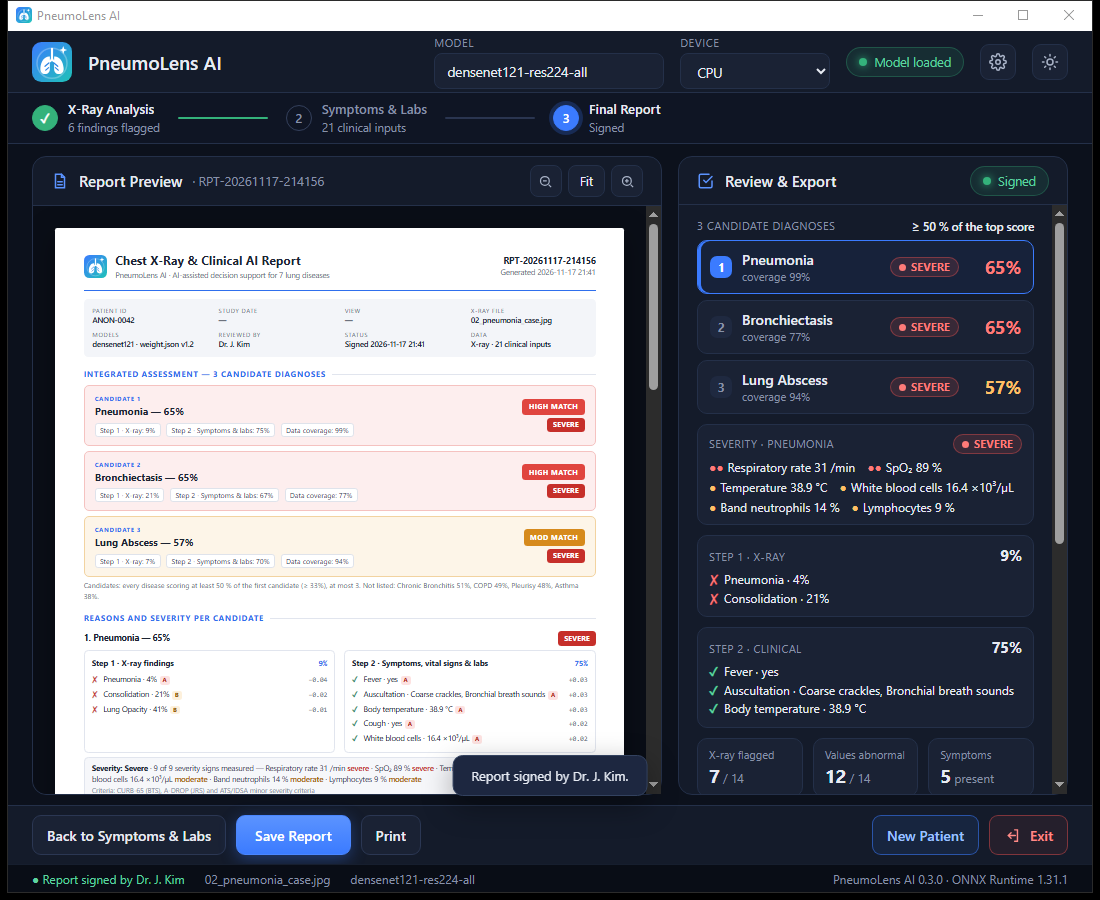 PneumoLens AI
PneumoLens AI
MODEL
densenet121-res224-all
DEVICE
CPU
Model loaded
X-Ray Analysis
6 findings flagged
2
Symptoms & Labs
21 clinical inputs
3
Final Report
Signed
Report Preview · RPT-20261117-214156
Fit
Chest X-Ray & Clinical AI Report
PneumoLens AI · AI-assisted decision support for 7 lung diseases
RPT-20261117-214156
Generated 2026-11-17 21:41
PATIENT ID STUDY DATE VIEW X-RAY FILE
ANON-0042 — — 02_pneumonia_case.jpg
MODELS REVIEWED BY STATUS DATA
densenet121 · weight.json v1.2 Dr. J. Kim Signed 2026-11-17 21:41 X-ray · 21 clinical inputs
INTEGRATED ASSESSMENT — 3 CANDIDATE DIAGNOSES
CANDIDATE 1
Pneumonia — 65%
Step 1 · X-ray: 9% Step 2 · Symptoms & labs: 75% Data coverage: 99%
HIGH MATCH
SEVERE
CANDIDATE 2
Bronchiectasis — 65%
Step 1 · X-ray: 21% Step 2 · Symptoms & labs: 67% Data coverage: 77%
HIGH MATCH
SEVERE
CANDIDATE 3
Lung Abscess — 57%
Step 1 · X-ray: 7% Step 2 · Symptoms & labs: 70% Data coverage: 94%
MOD MATCH
SEVERE
Candidates: every disease scoring at least 50 % of the first candidate (≥ 33%), at most 3. Not listed: Chronic Bronchitis 51%, COPD 49%, Pleurisy 48%, Asthma
38%.
REASONS AND SEVERITY PER CANDIDATE
1. Pneumonia — 65%
SEVERE
Step 1 · X-ray findings 9%
✗ Pneumonia · 4% A −0.04
✗ Consolidation · 21% B −0.02
✗ Lung Opacity · 41% B −0.01
Step 2 · Symptoms, vital signs & labs 75%
✓ Fever · yes A +0.03
✓ Auscultation · Coarse crackles, Bronchial breath sounds A +0.03
✓ Body temperature · 38.9 °C A +0.03
✓ Cough · yes A +0.02
✓ White blood cells · 16.4 ×10³/µL A +0.02
Severity: Severe · 9 of 9 severity signs measured — Respiratory rate 31 /min severe · SpO₂ 89 % severe · Tem
blood cells 16.4 ×10³/µL moderate · Band neutrophils 14 % moderate · Lymphocytes 9 % moderate
Criteria: CURB-65 (BTS), A-DROP (JRS) and ATS/IDSA minor severity criteria
Report signed by Dr. J. Kim.
Review & Export
Signed
3 CANDIDATE DIAGNOSES ≥ 50 % of the top score
1
Pneumonia
coverage 99%
SEVERE
65%
2
Bronchiectasis
coverage 77%
SEVERE
65%
3
Lung Abscess
coverage 94%
SEVERE
57%
SEVERITY · PNEUMONIA SEVERE
Respiratory rate 31 /min SpO₂ 89 %
Temperature 38.9 °C White blood cells 16.4 ×10³/µL
Band neutrophils 14 % Lymphocytes 9 %
STEP 1 · X-RAY 9%
✗ Pneumonia · 4%
✗ Consolidation · 21%
STEP 2 · CLINICAL 75%
✓ Fever · yes
✓ Auscultation · Coarse crackles, Bronchial breath sounds
✓ Body temperature · 38.9 °C
X-ray flagged
7 / 14
Values abnormal
12 / 14
Symptoms
5 present
Back to Symptoms & Labs
Save Report
Print
New Patient
Exit
Report signed by Dr. J. Kim 02_pneumonia_case.jpg densenet121-res224-all
PneumoLens AI 0.3.0 · ONNX Runtime 1.31.1